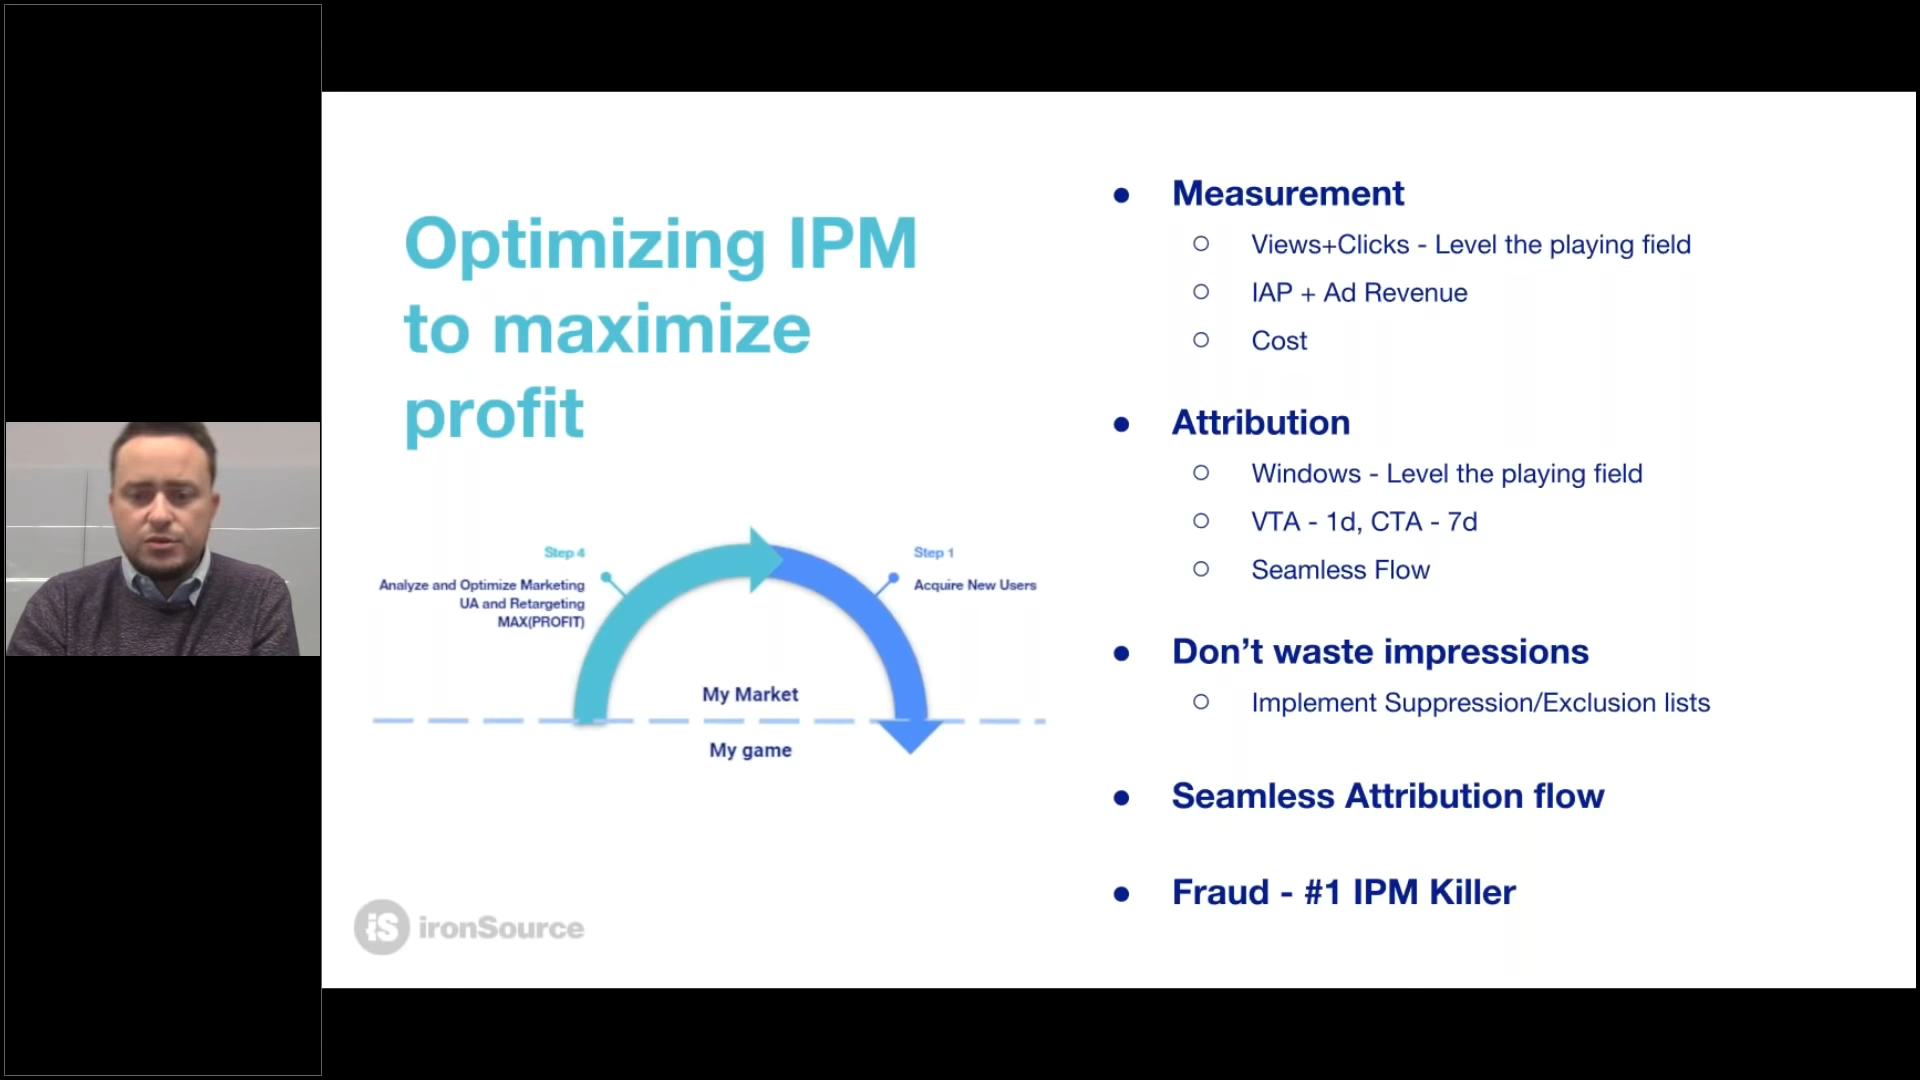 Optimizing IPM
to maximize
profit
Step 4
Analyze and Optimize Marketing
UA and Retargeting
MAX(PROFIT)
Step 1
Acquire New Users
My Market
My game
iS ironSource
● Measurement
○ Views+Clicks - Level the playing field
○ IAP + Ad Revenue
○ Cost
● Attribution
○ Windows - Level the playing field
○ VTA - 1d, CTA - 7d
○ Seamless Flow
● Don’t waste impressions
○ Implement Suppression/Exclusion lists
● Seamless Attribution flow
● Fraud - #1 IPM Killer